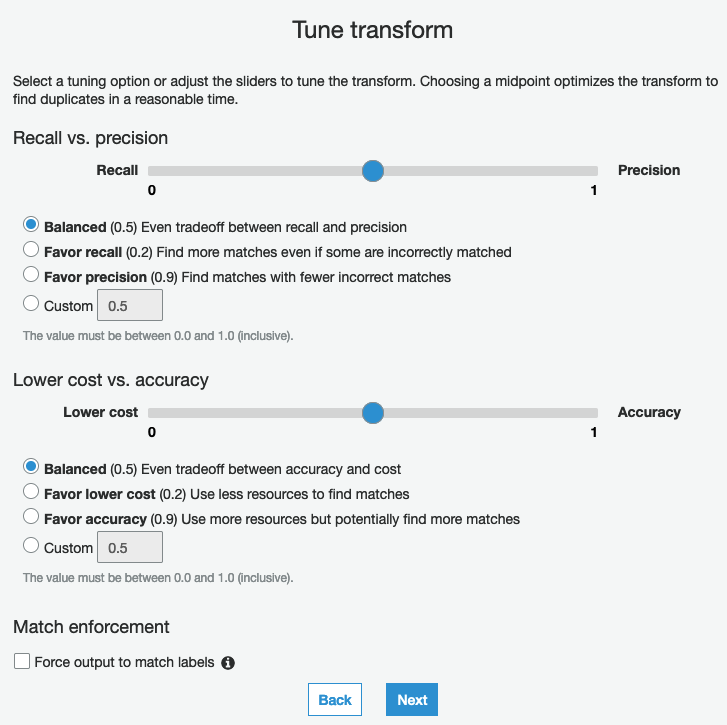 Tune transform
Select a tuning option or adjust the sliders to tune the transform. Choosing a midpoint optimizes the transform to
find duplicates in a reasonable time.
Recall vs. precision
Recall Precision
0 1
Balanced (0.5) Even tradeoff between recall and precision
Favor recall (0.2) Find more matches even if some are incorrectly matched
Favor precision (0.9) Find matches with fewer incorrect matches
Custom 0.5
The value must be between 0.0 and 1.0 (inclusive).
Lower cost vs. accuracy
Lower cost Accuracy
0 1
Balanced (0.5) Even tradeoff between accuracy and cost
Favor lower cost (0.2) Use less resources to find matches
Favor accuracy (0.9) Use more resources but potentially find more matches
Custom 0.5
The value must be between 0.0 and 1.0 (inclusive).
Match enforcement
Force output to match labels i
Back Next